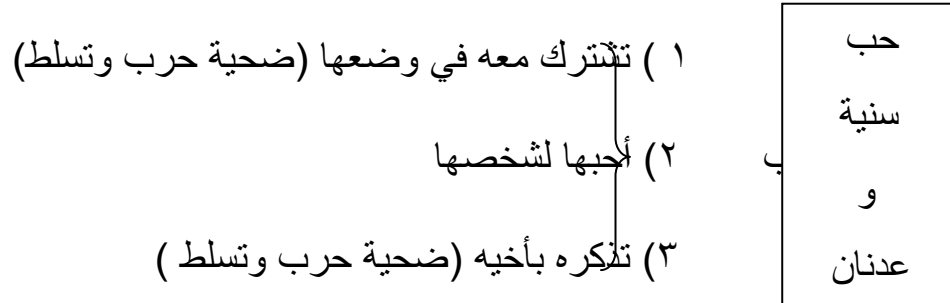 حب
سنية
و
عدنان
ب
١ ) تشترك معه في وضعها (ضحية حرب وتسلط)
٢) أحبها لشخصها
٣) تذكره بأخيه (ضحية حرب وتسلط )